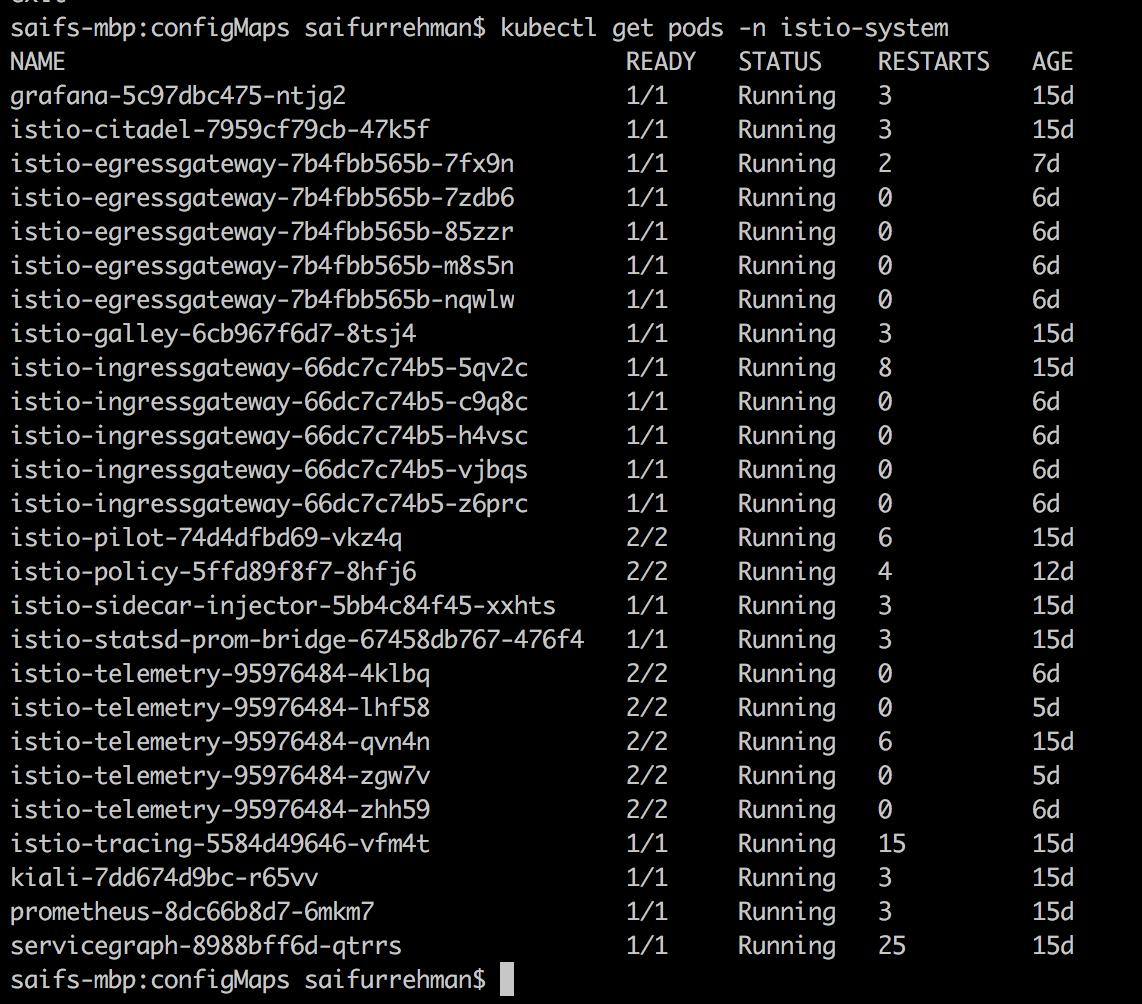 saifs-mbp:configMaps saifurrehman$ kubectl get pods -n istio-system
NAME READY STATUS RESTARTS AGE
grafana-5c97dbc475-ntjg2 1/1 Running 3 15d
istio-citadel-7959cf79cb-47k5f 1/1 Running 3 15d
istio-egressgateway-7b4fbb565b-7fx9n 1/1 Running 2 7d
istio-egressgateway-7b4fbb565b-7zdb6 1/1 Running 0 6d
istio-egressgateway-7b4fbb565b-85zzr 1/1 Running 0 6d
istio-egressgateway-7b4fbb565b-m8s5n 1/1 Running 0 6d
istio-egressgateway-7b4fbb565b-nqwlw 1/1 Running 0 6d
istio-galley-6cb967f6d7-8tsj4 1/1 Running 3 15d
istio-ingressgateway-66dc7c74b5-5qv2c 1/1 Running 8 15d
istio-ingressgateway-66dc7c74b5-c9q8c 1/1 Running 0 6d
istio-ingressgateway-66dc7c74b5-h4vsc 1/1 Running 0 6d
istio-ingressgateway-66dc7c74b5-vjbqs 1/1 Running 0 6d
istio-ingressgateway-66dc7c74b5-z6prc 1/1 Running 0 6d
istio-pilot-74d4dfbd69-vkz4q 2/2 Running 6 15d
istio-policy-5ffd89f8f7-8hfj6 2/2 Running 4 12d
istio-sidecar-injector-5bb4c84f45-xxhts 1/1 Running 3 15d
istio-statsd-prom-bridge-67458db767-476f4 1/1 Running 3 15d
istio-telemetry-95976484-4klbq 2/2 Running 0 6d
istio-telemetry-95976484-lhf58 2/2 Running 0 5d
istio-telemetry-95976484-qvn4n 2/2 Running 6 15d
istio-telemetry-95976484-zgw7v 2/2 Running 0 5d
istio-telemetry-95976484-zhh59 2/2 Running 0 6d
istio-tracing-5584d49646-vfm4t 1/1 Running 15 15d
kiali-7dd674d9bc-r65vv 1/1 Running 3 15d
prometheus-8dc66b8d7-6mkm7 1/1 Running 3 15d
servicegraph-8988bff6d-qtrrs 1/1 Running 25 15d
saifs-mbp:configMaps saifurrehman$